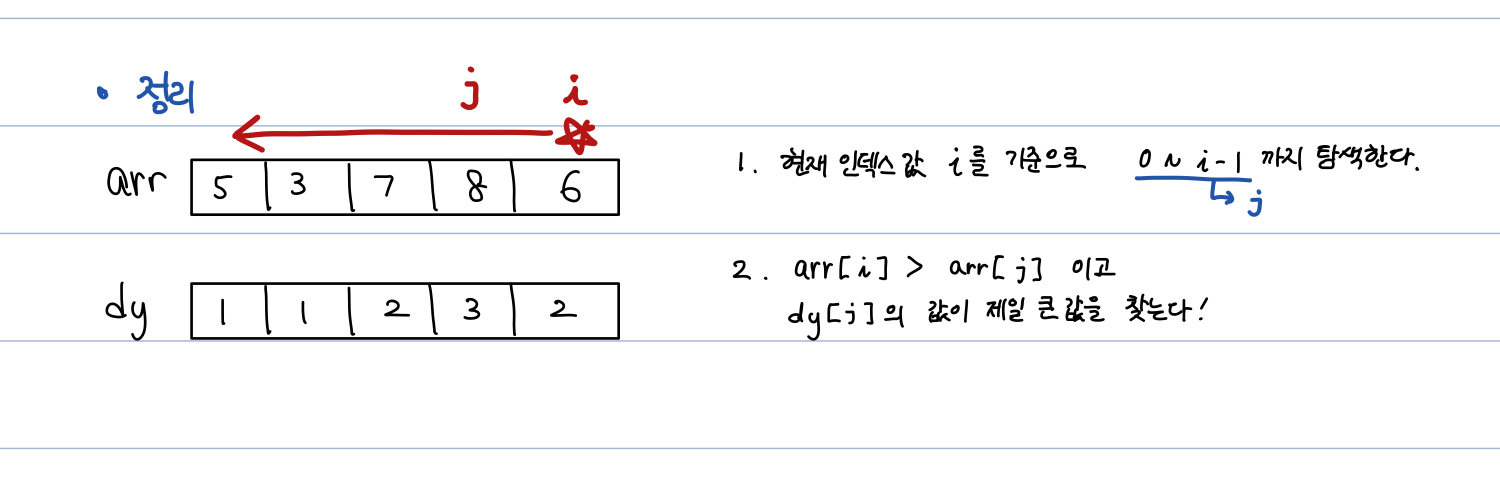 • 정리
j i
arr 5 3 7 8 6
dy 1 1 2 3 2
1. 현재 인덱스 값 i를 기준으로 0 ~ i-1 까지 탐색한다.
j
2. arr[i] > arr[j] 이고
dy[j]의 값이 제일 큰 값을 찾는다!